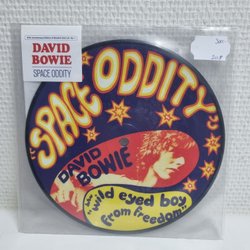 DAVID
BOWIE
SPACE ODDITY
"SPACE ODDITY"
DAVID
BOWIE
"wild eyed boy
from freedom"